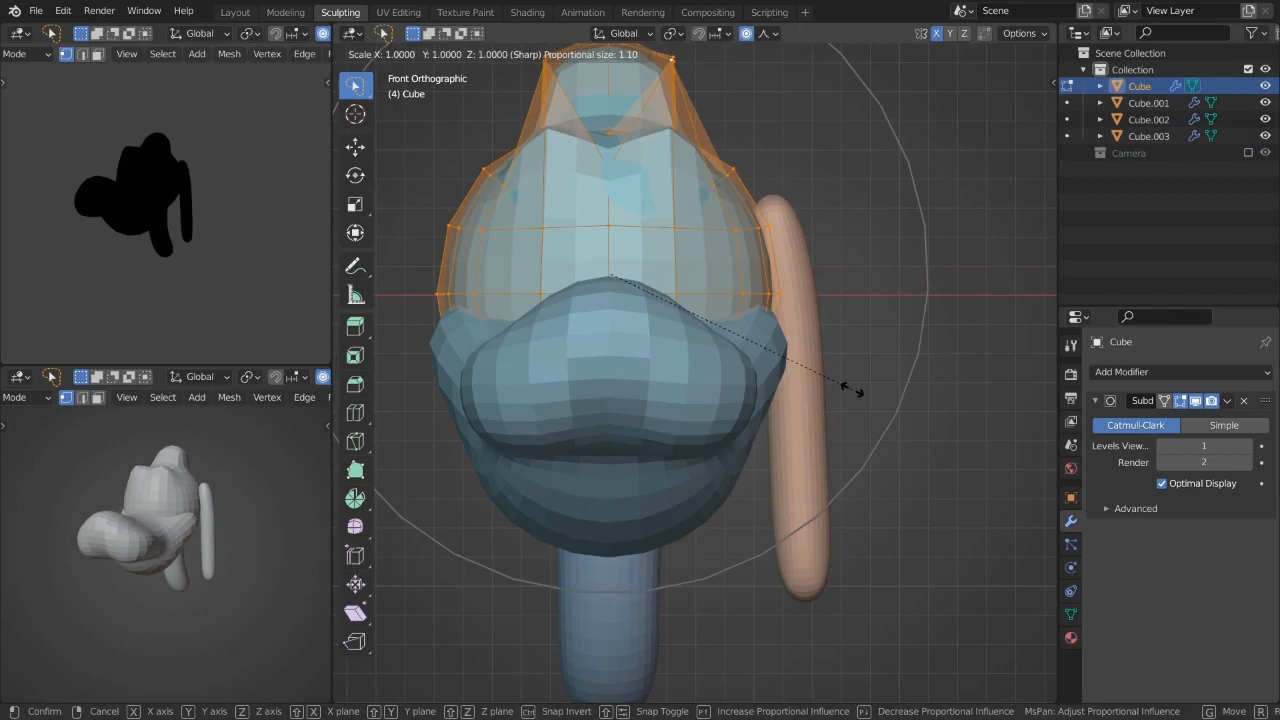 File Edit Render Window Help Layout Modeling Sculpting UV Editing Texture Paint Shading Animation Rendering Compositing Scripting + Scene View Layer
Global
Global
Options
Mode View Select Add Mesh Vertex Edge F
Scale X: 1.0000 Y: 1.0000 Z: 1.0000 (Sharp) Proportional size: 1.10
X Y Z
Front Orthographic
(4) Cube
Scene Collection
Collection
Cube
Cube.001
Cube.002
Cube.003
Camera
Cube
Add Modifier
Subd
Catmull-Clark Simple
Levels View... 1
Render 2
Optimal Display
Advanced
Global
Mode View Select Add Mesh Vertex Edge F
Confirm Cancel X X axis Y Y axis Z Z axis X X plane Y Y plane Z Z plane Ctrl Snap Invert Snap Toggle Increase Proportional Influence Decrease Proportional Influence MsPan: Adjust Proportional Influence G Move R